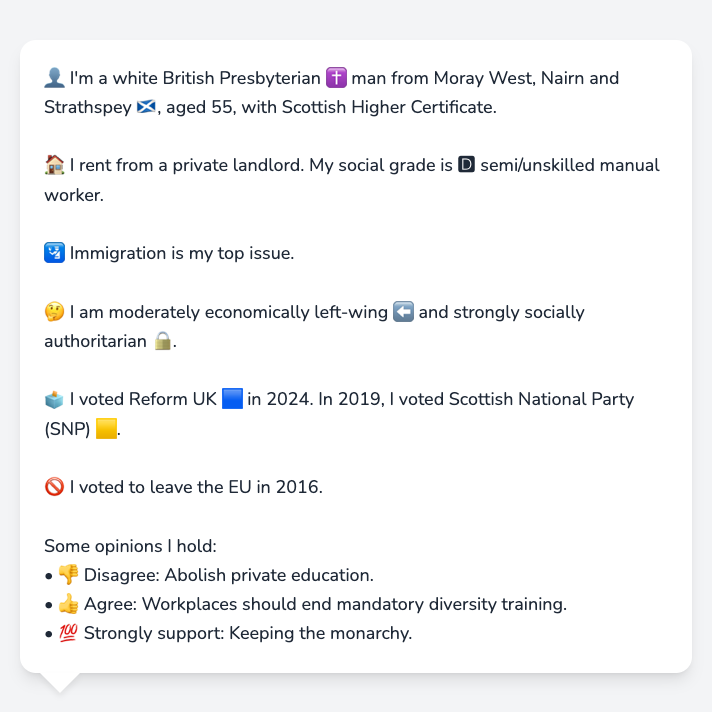 👤 I'm a white British Presbyterian ✝️ man from Moray West, Nairn and
Strathspey 🏴󠁧󠁢󠁳󠁣󠁴󠁿, aged 55, with Scottish Higher Certificate.
🏠 I rent from a private landlord. My social grade is 🅳 semi/unskilled manual
worker.
🛂 Immigration is my top issue.
🤔 I am moderately economically left-wing ⬅️ and strongly socially
authoritarian 🔒.
🗳️ I voted Reform UK 🟦 in 2024. In 2019, I voted Scottish National Party
(SNP) 🟨.
🚫 I voted to leave the EU in 2016.
Some opinions I hold:
• 👎 Disagree: Abolish private education.
• 👍 Agree: Workplaces should end mandatory diversity training.
• 💯 Strongly support: Keeping the monarchy.